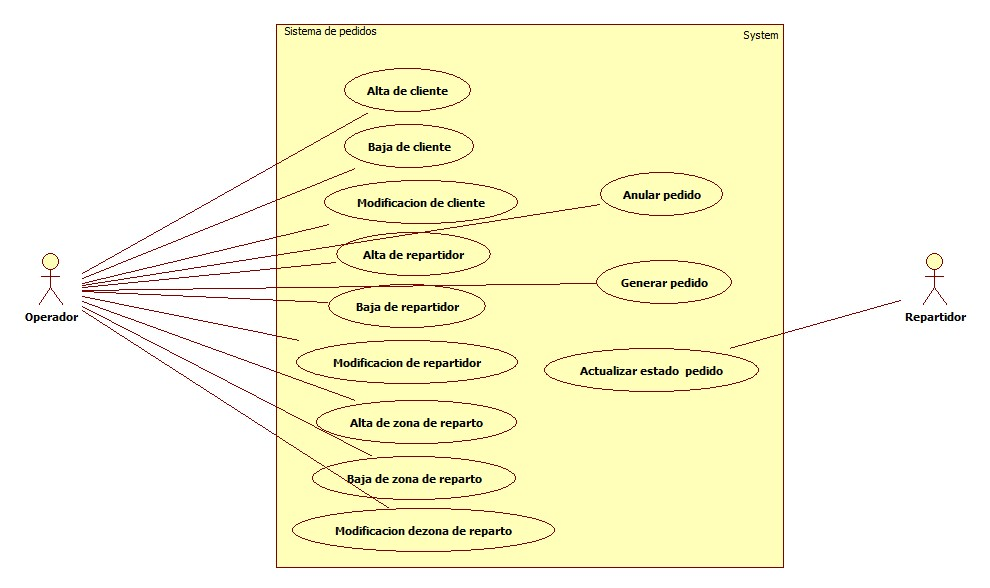 Sistema de pedidos
System
Alta de cliente
Baja de cliente
Modificacion de cliente
Anular pedido
Alta de repartidor
Generar pedido
Baja de repartidor
Operador
Repartidor
Modificacion de repartidor
Actualizar estado pedido
Alta de zona de reparto
Baja de zona de reparto
Modificacion dezona de reparto